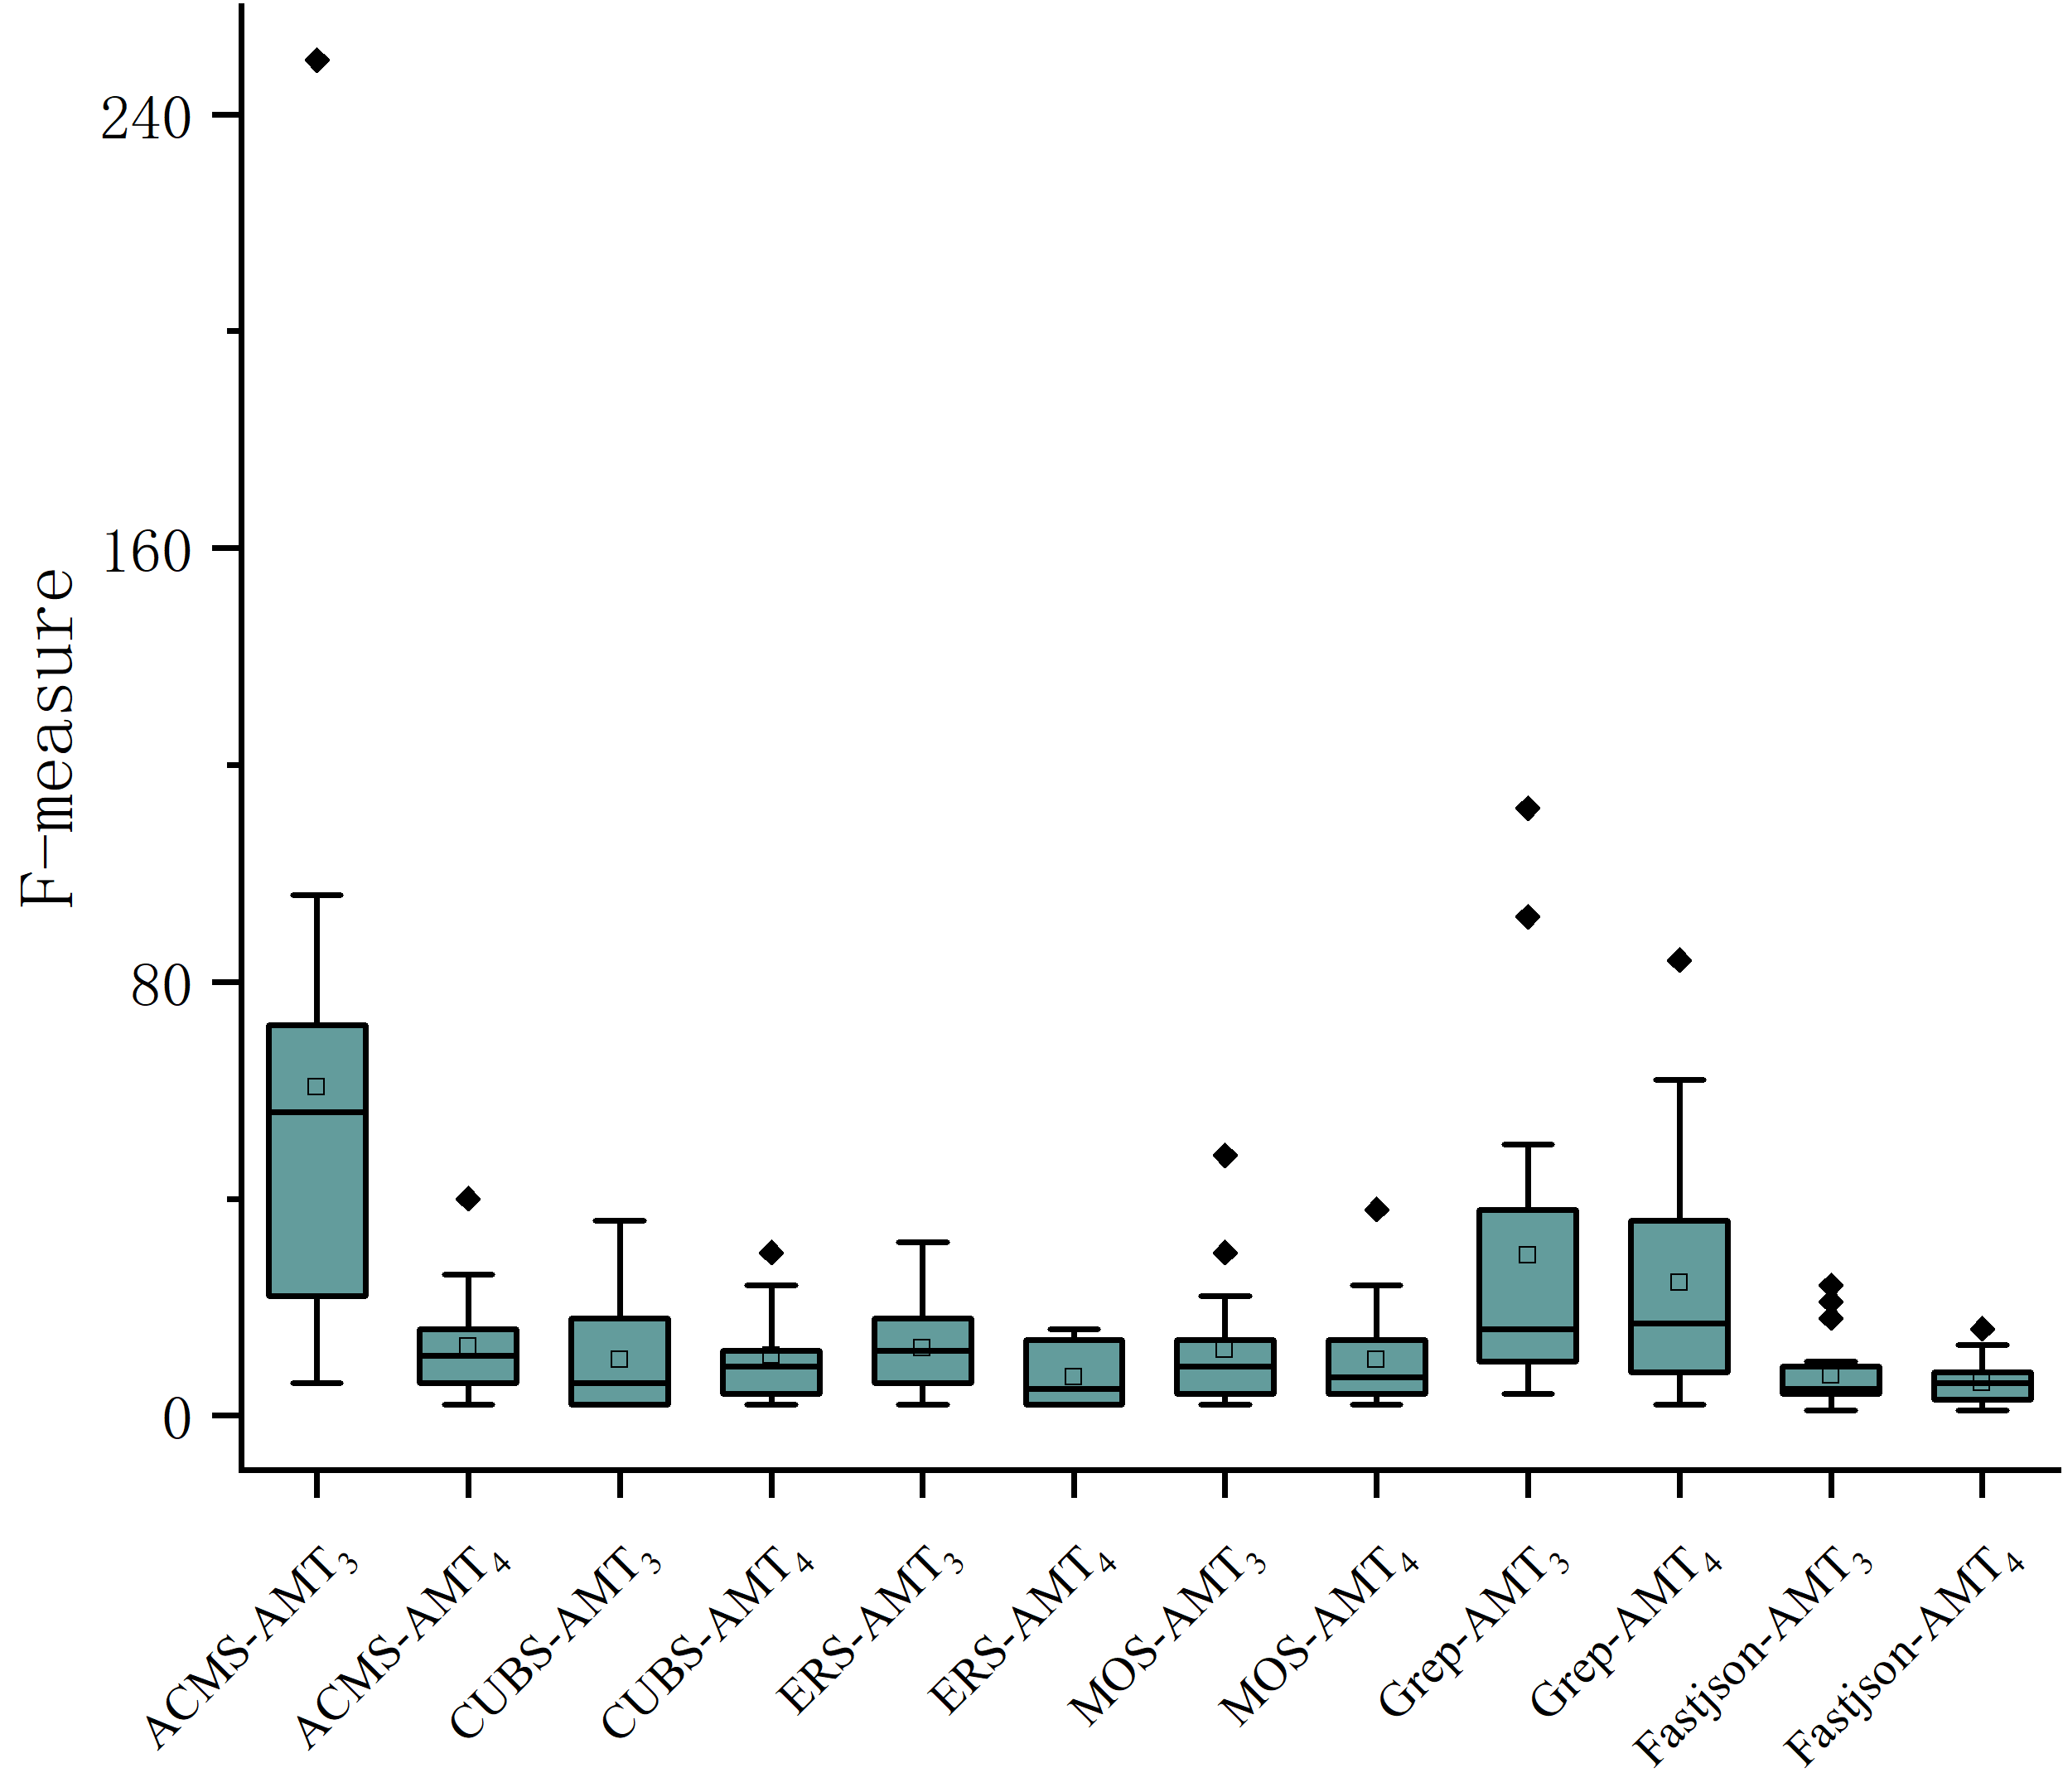 240
160
80
0
F-measure
ACMS-AMT₃
ACMS-AMT₄
CUBS-AMT₃
CUBS-AMT₄
ERS-AMT₃
ERS-AMT₄
MOS-AMT₃
MOS-AMT₄
Grep-AMT₃
Grep-AMT₄
Fastjson-AMT₃
Fastjson-AMT₄